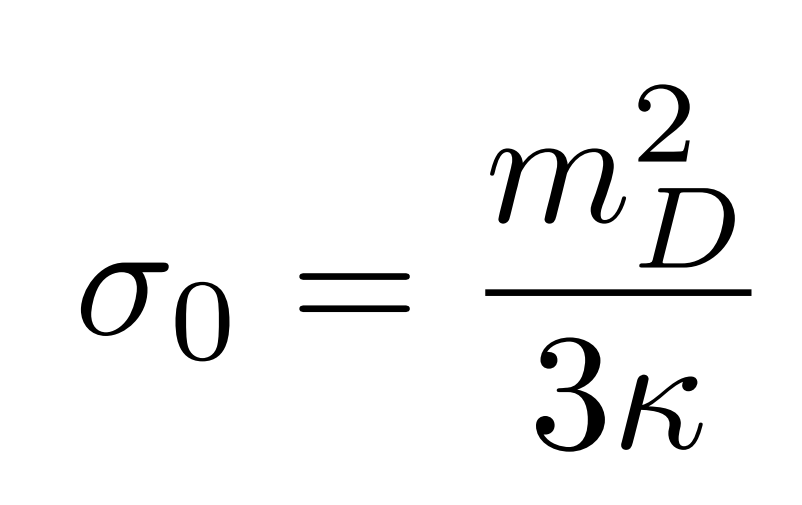 σ₀ = m_D² / 3κ